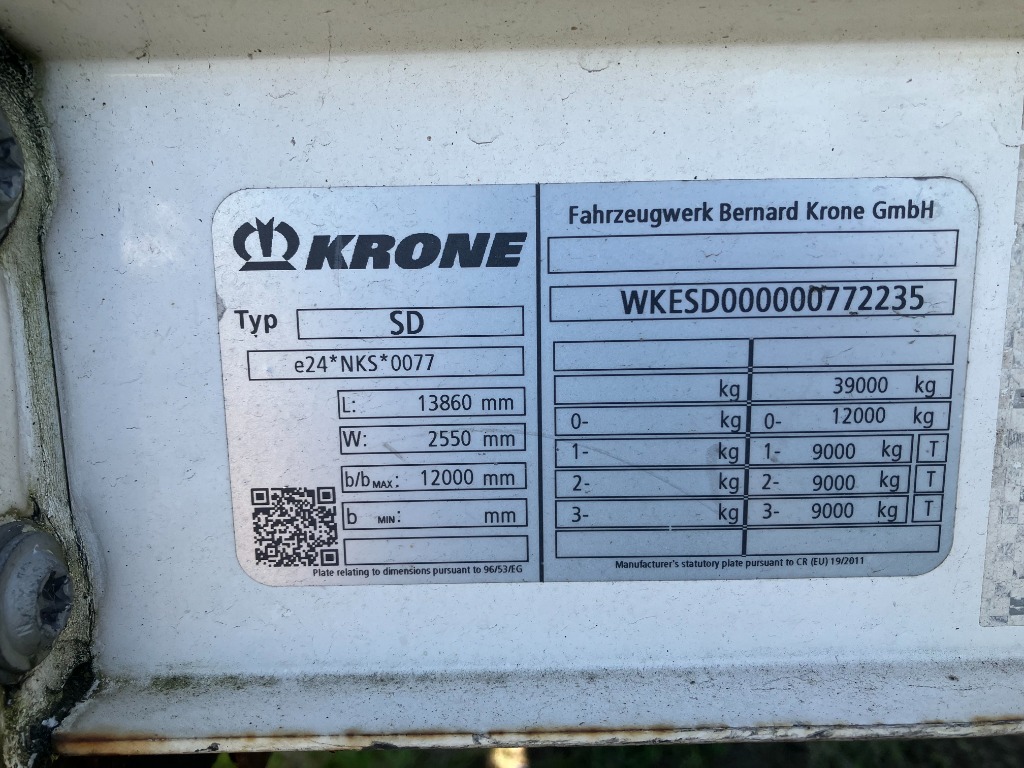 KRONE
Typ SD
e24*NKS*0077
L: 13860 mm
W: 2550 mm
b/b MAX: 12000 mm
b MIN: mm
Plate relating to dimensions pursuant to 96/53/EG
Fahrzeugwerk Bernard Krone GmbH
WKESD000000772235
kg 39000 kg
0- kg 0- 12000 kg
1- kg 1- 9000 kg T
2- kg 2- 9000 kg T
3- kg 3- 9000 kg T
Manufacturer's statutory plate pursuant to CR (EU) 19/2011